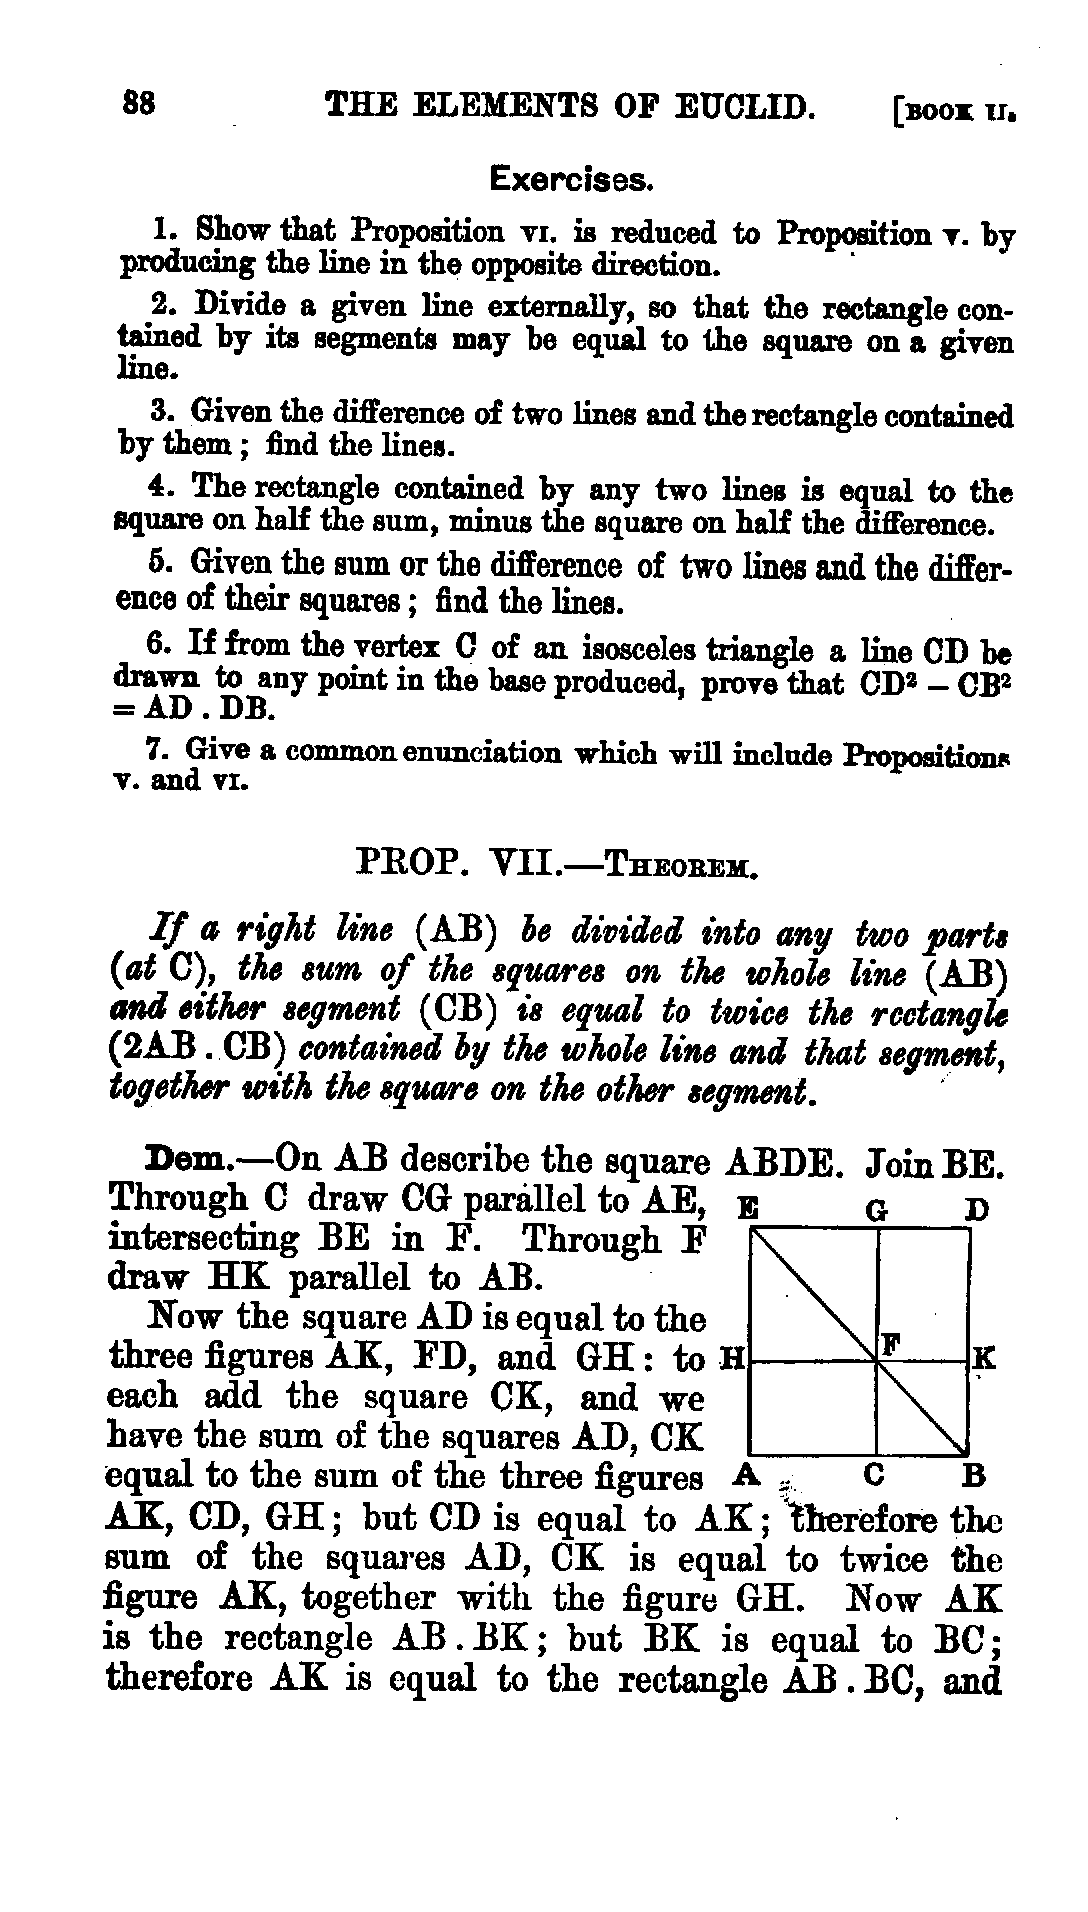 88 THE ELEMENTS OF EUCLID. [BOOK II.
Exercises.
1. Show that Proposition VI. is reduced to Proposition V. by
producing the line in the opposite direction.
2. Divide a given line externally, so that the rectangle con-
tained by its segments may be equal to the square on a given
line.
3. Given the difference of two lines and the rectangle contained
by them; find the lines.
4. The rectangle contained by any two lines is equal to the
square on half the sum, minus the square on half the difference.
5. Given the sum or the difference of two lines and the differ-
ence of their squares; find the lines.
6. If from the vertex C of an isosceles triangle a line CD be
drawn to any point in the base produced, prove that CD² – CB²
= AD . DB.
7. Give a common enunciation which will include Propositions
V. and VI.
PROP. VII.—THEOREM.
If a right line (AB) be divided into any two parts
(at C), the sum of the squares on the whole line (AB)
and either segment (CB) is equal to twice the rectangle
(2AB . CB) contained by the whole line and that segment,
together with the square on the other segment.
Dem.—On AB describe the square ABDE. Join BE.
Through C draw CG parallel to AE,
intersecting BE in F. Through F
draw HK parallel to AB.
Now the square AD is equal to the
three figures AK, FD, and GH: to
each add the square CK, and we
have the sum of the squares AD, CK
equal to the sum of the three figures
E G D
F
H K
A C B
AK, CD, GH; but CD is equal to AK; therefore the
sum of the squares AD, CK is equal to twice the
figure AK, together with the figure GH. Now AK
is the rectangle AB . BK; but BK is equal to BC;
therefore AK is equal to the rectangle AB . BC, and